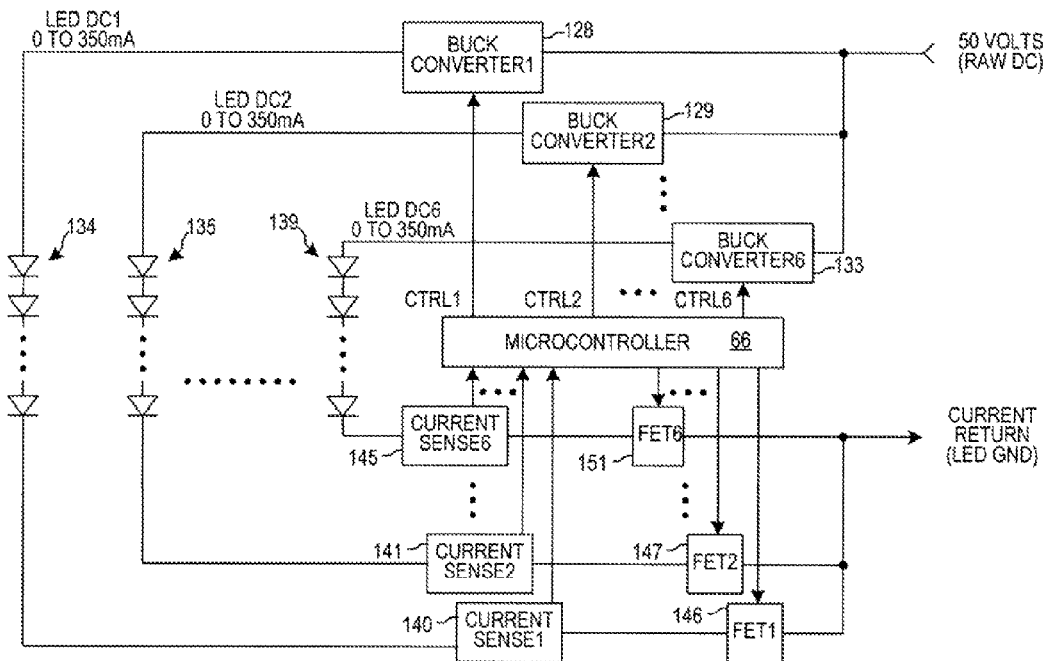 LED DC1
0 TO 350mA
BUCK
CONVERTER1
128
50 VOLTS
(RAW DC)
LED DC2
0 TO 350mA
BUCK
CONVERTER2
129
134
135
139
LED DC6
0 TO 350mA
BUCK
CONVERTER6
133
CTRL1
CTRL2
CTRL6
MICROCONTROLLER 66
CURRENT
SENSE6
145
FET6
151
CURRENT
RETURN
(LED GND)
141
CURRENT
SENSE2
147
FET2
140
CURRENT
SENSE1
146
FET1